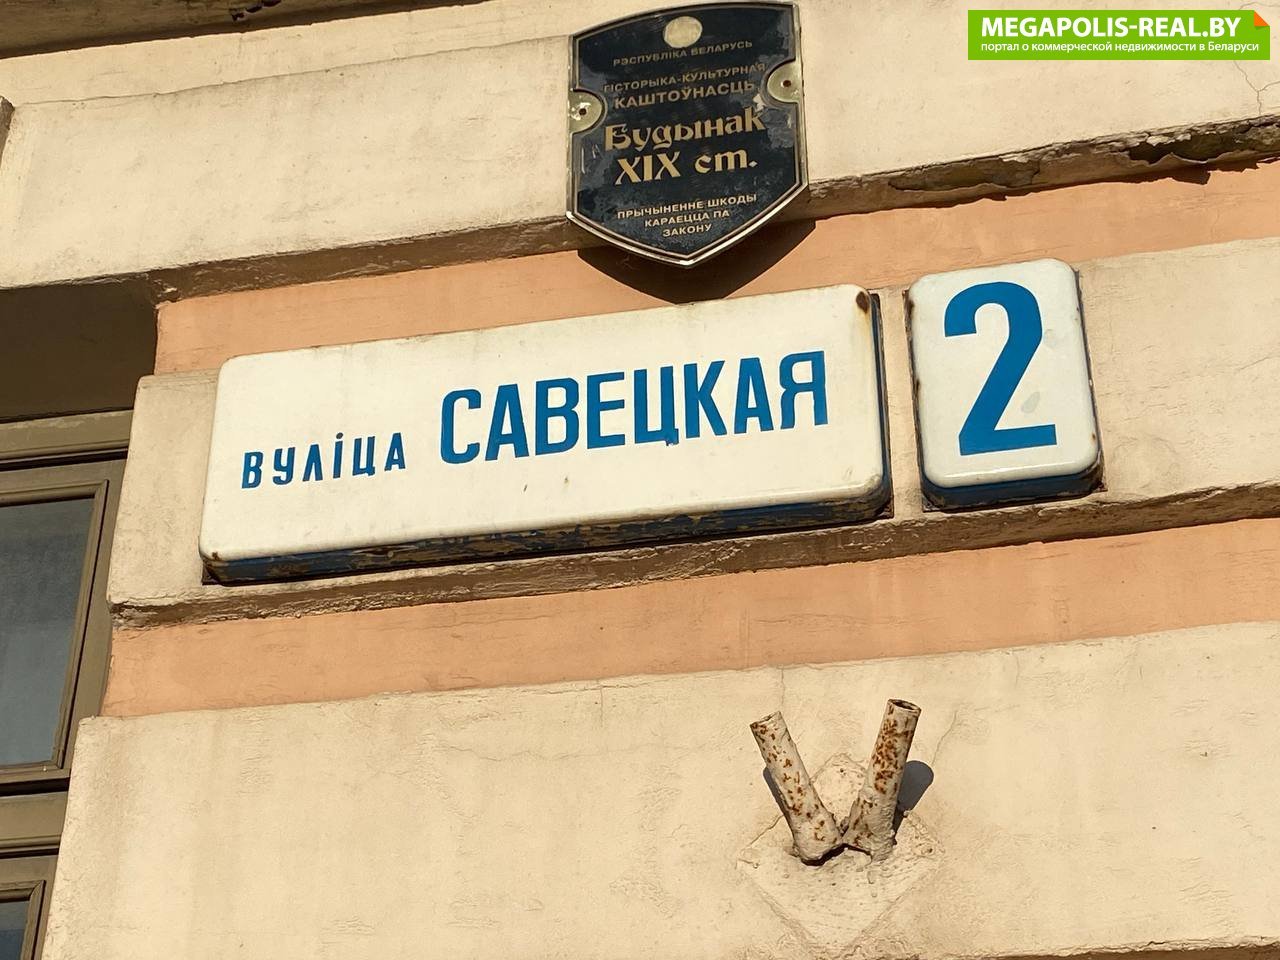 MEGAPOLIS-REAL.BY
портал о коммерческой недвижимости в Беларуси
РЭСПУБЛІКА БЕЛАРУСЬ
ГІСТОРЫКА-КУЛЬТУРНАЯ
КАШТОЎНАСЦЬ
Будынак
XIX ст.
ПРЫЧЫНЕННЕ ШКОДЫ
КАРАЕЦЦА ПА
ЗАКОНУ
вуліца САВЕЦКАЯ
2